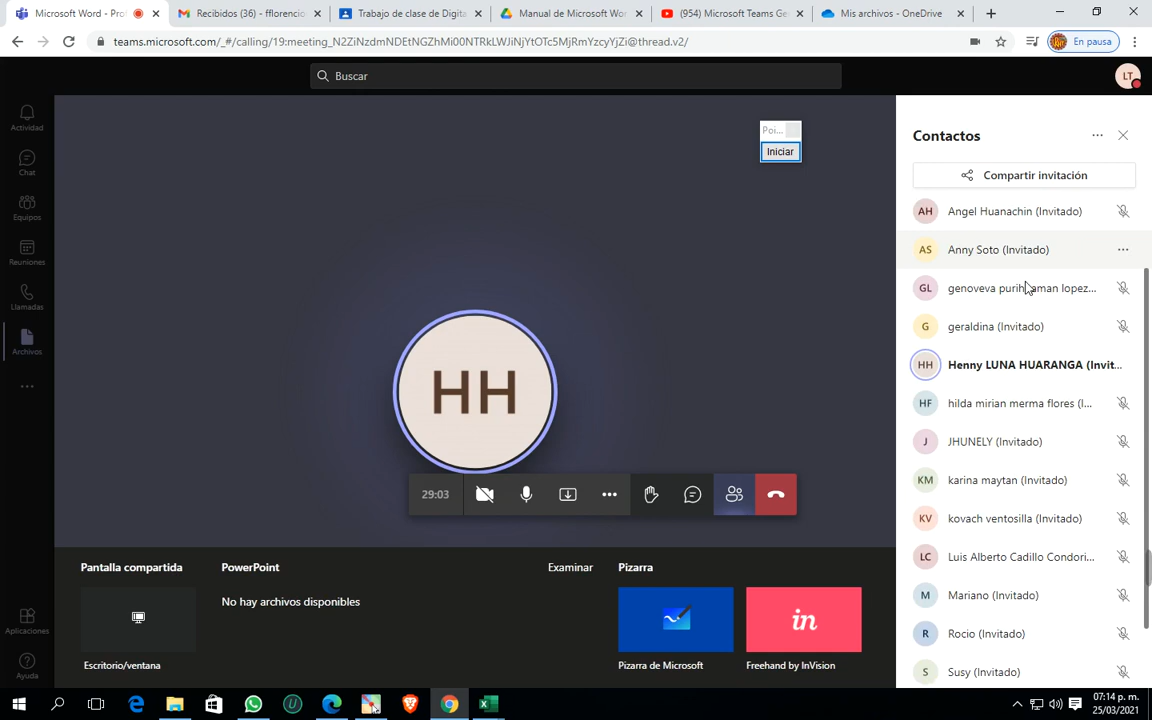 Microsoft Word - Pro
Recibidos (36) - fflorencio
Trabajo de clase de Digita
Manual de Microsoft Wor
(954) Microsoft Teams Ge
Mis archivos - OneDrive
teams.microsoft.com/_#/calling/19:meeting_N2ZiNzdmNDEtNGZhMi00NTRkLWJiNjYtOTc5MjRmYzcyYjZi@thread.v2/
En pausa
Buscar
LT
Actividad
Chat
Equipos
Reuniones
Llamadas
Archivos
Aplicaciones
Ayuda
Poi...
Iniciar
HH
29:03
Pantalla compartida
PowerPoint
Examinar
Pizarra
No hay archivos disponibles
in
Escritorio/ventana
Pizarra de Microsoft
Freehand by InVision
Contactos
Compartir invitación
AH Angel Huanachin (Invitado)
AS Anny Soto (Invitado)
GL genoveva lopez...
G geraldina (Invitado)
HH Henny LUNA HUARANGA (Invit...
HF hilda mirian merma flores (I...
J JHUNELY (Invitado)
KM karina maytan (Invitado)
KV kovach ventosilla (Invitado)
LC Luis Alberto Cadillo Condori...
M Mariano (Invitado)
R Rocio (Invitado)
S Susy (Invitado)
07:14 p. m.
25/03/2021